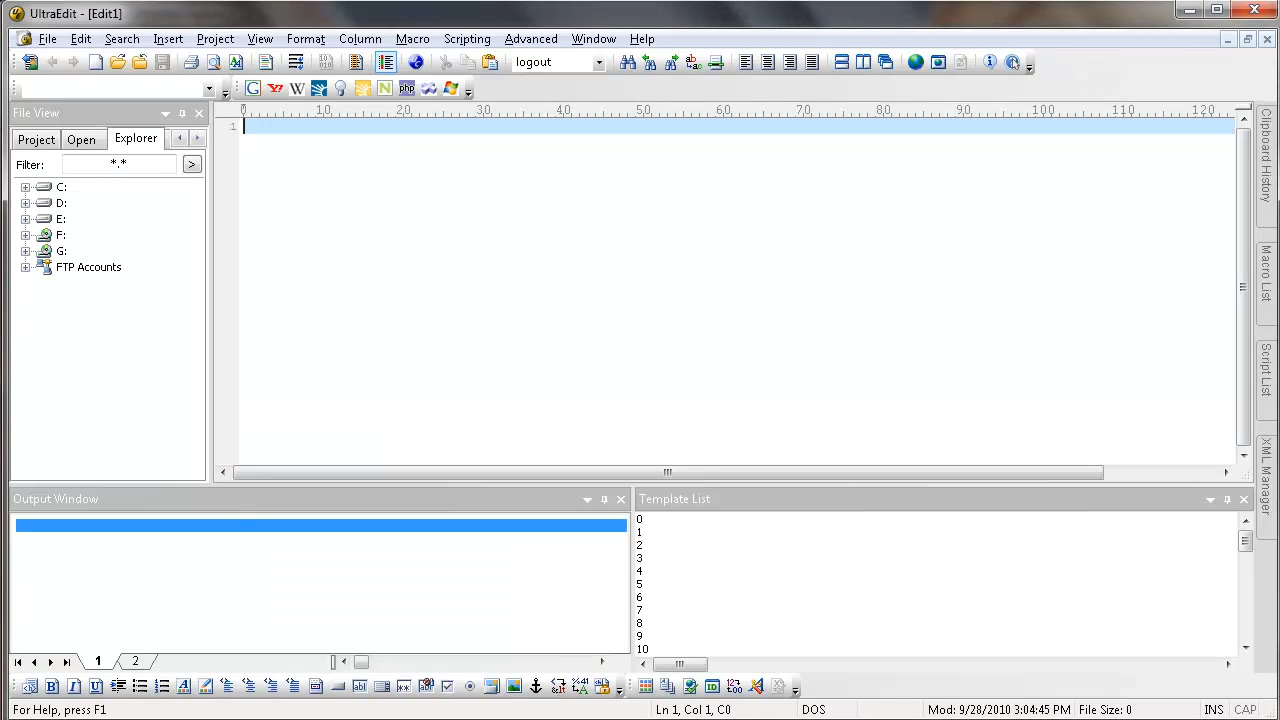 UltraEdit - [Edit1]
File Edit Search Insert Project View Format Column Macro Scripting Advanced Window Help
logout
G Y! W N php
File View
Project Open Explorer
Filter: *.* >
C:
D:
E:
F:
G:
FTP Accounts
0 10 20 30 40 50 60 70 80 90 100 110 120
1
Clipboard History
Macro List
Script List
XML Manager
Output Window
1 2
Template List
0
1
2
3
4
5
6
7
8
9
10
B I U A ID
For Help, press F1 Ln 1, Col 1, C0 DOS Mod: 9/28/2010 3:04:45 PM File Size: 0 INS CAP